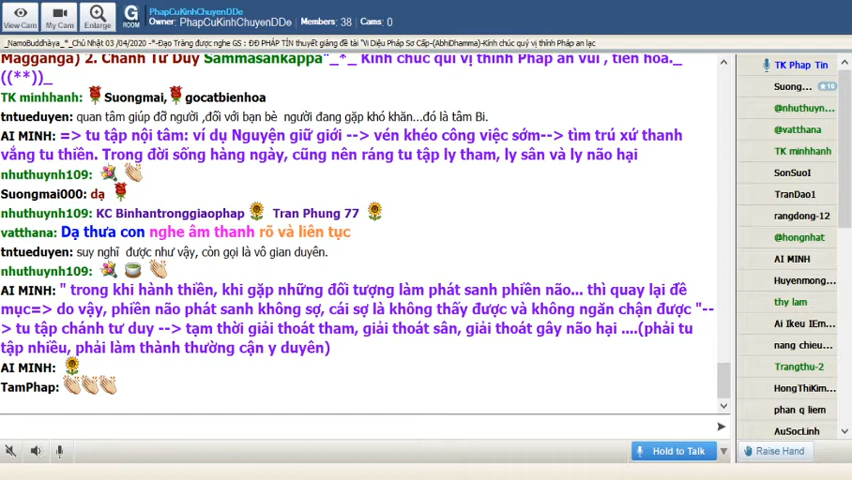 View Cam
My Cam
Enlarge
G
ROOM
PhapCuKinhChuyenDDe
Owner: PhapCuKinhChuyenDDe Members: 38 Cams: 0
_NamoBuddhàya_*_Chủ Nhật 03 /04/2020 -*-Đạo Tràng được nghe GS : ĐĐ PHÁP TÍN thuyết giảng đề tài "Vi Diệu Pháp Sơ Cấp-(AbhiDhamma)-Kính chúc quý vị thính Pháp an lạc
Magganga) 2. Chánh Tư Duy Sammasankappa"_*_ Kính chúc quí vị thính Pháp an vui , tiến hóa._
((**))_
TK minhhanh: Suongmai, gocatbienhoa
tntueduyen: quan tâm giúp đỡ người ,đối với bạn bè người đang gặp khó khăn...đó là tâm Bi.
AI MINH: => tu tập nội tâm: ví dụ Nguyện giữ giới --> vén khéo công việc sớm--> tìm trú xứ thanh
vắng tu thiền. Trong đời sống hàng ngày, cũng nên ráng tu tập ly tham, ly sân và ly não hại
nhuthuynh109:
Suongmai000: dạ
nhuthuynh109: KC Binhantronggiaophap Tran Phung 77
vatthana: Dạ thưa con nghe âm thanh rõ và liên tục
tntueduyen: suy nghĩ được như vậy, còn gọi là vô gian duyên.
nhuthuynh109:
AI MINH: " trong khi hành thiền, khi gặp những đối tượng làm phát sanh phiền não... thì quay lại đề
mục=> do vậy, phiền não phát sanh không sợ, cái sợ là không thấy được và không ngăn chận được "--
> tu tập chánh tư duy --> tạm thời giải thoát tham, giải thoát sân, giải thoát gây não hại ....(phải tu
tập nhiều, phải làm thành thường cận y duyên)
AI MINH:
TamPhap:
Hold to Talk
TK Phap Tin
Suong... 10
@nhuthuyn...
@vatthana
TK minhhanh
SonSuoI
TranDao1
rangdong-12
@hongnhat
AI MINH
Huyenmong...
thy lam
Ai Ikeu IEm...
nang chieu...
Trangthu-2
HongThiKim...
phan q liem
AuSocLinh
Raise Hand